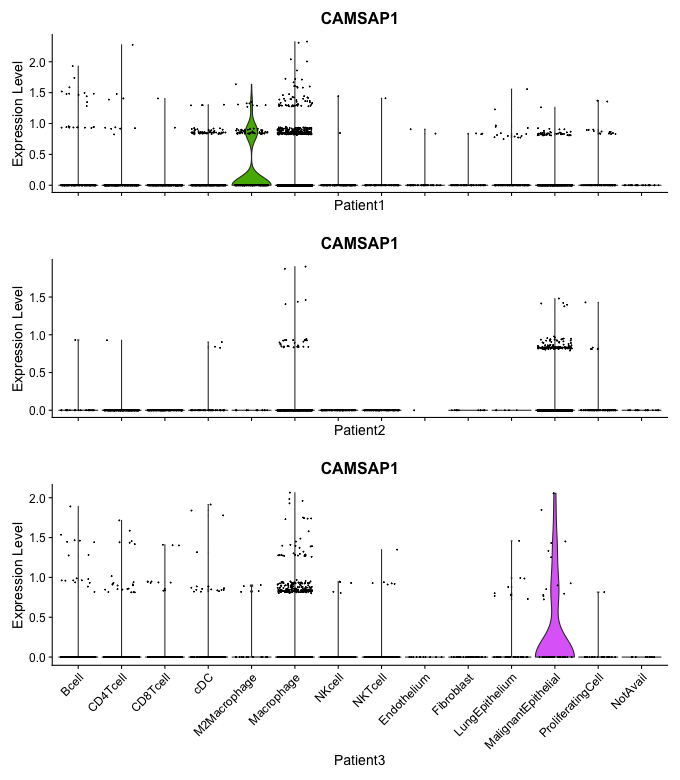 CAMSAP1
Expression Level
2.0
1.5
1.0
0.5
0.0
Patient1
CAMSAP1
Expression Level
1.5
1.0
0.5
0.0
Patient2
CAMSAP1
Expression Level
2.0
1.5
1.0
0.5
0.0
Bcell
CD4Tcell
CD8Tcell
cDC
M2Macrophage
Macrophage
NKcell
NKTcell
Endothelium
Fibroblast
LungEpithelium
MalignantEpithelial
ProliferatingCell
NotAvail
Patient3